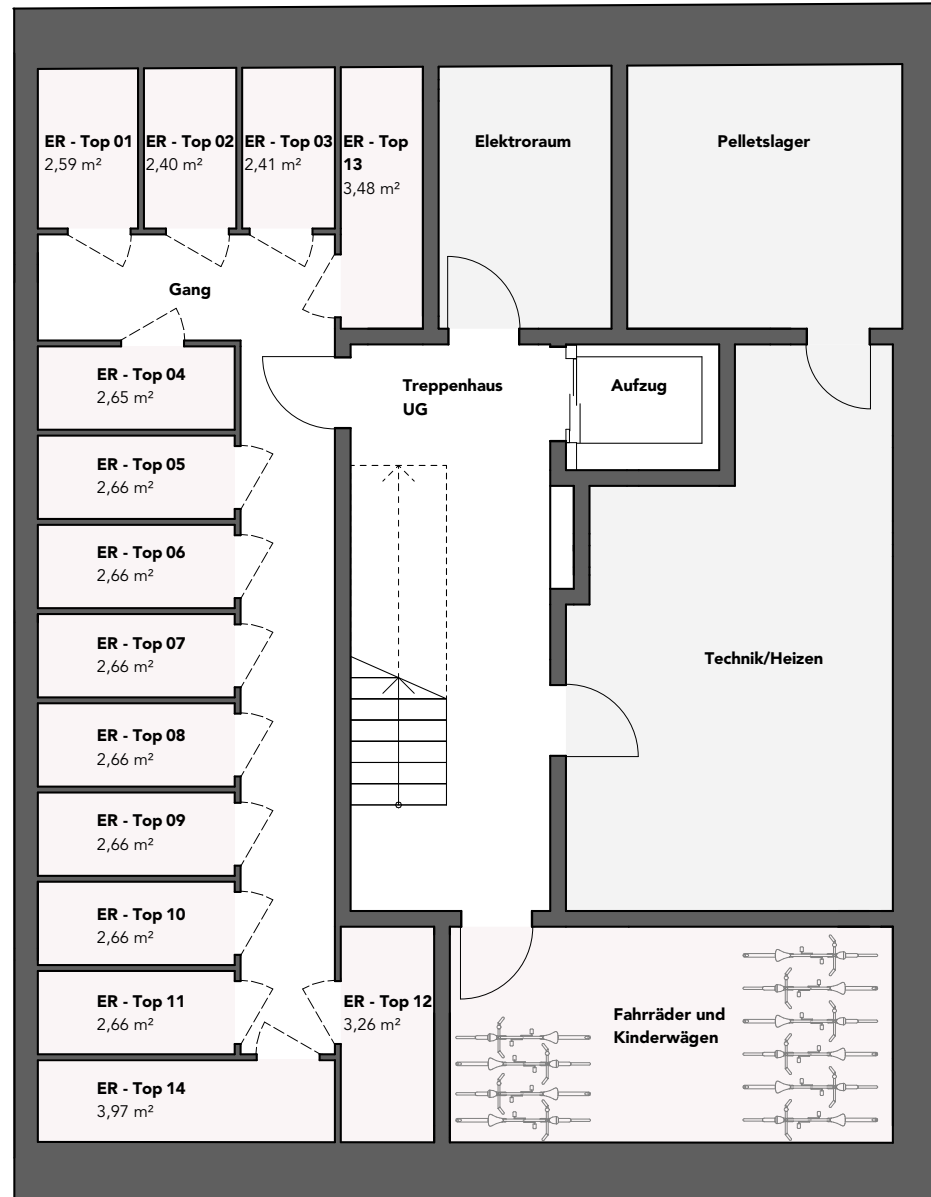 ER - Top 01
2,59 m²
ER - Top 02
2,40 m²
ER - Top 03
2,41 m²
ER - Top
13
3,48 m²
Elektroraum
Pelletslager
Gang
ER - Top 04
2,65 m²
Treppenhaus
UG
Aufzug
ER - Top 05
2,66 m²
ER - Top 06
2,66 m²
ER - Top 07
2,66 m²
Technik/Heizen
ER - Top 08
2,66 m²
ER - Top 09
2,66 m²
ER - Top 10
2,66 m²
ER - Top 11
2,66 m²
ER - Top 12
3,26 m²
Fahrräder und
Kinderwägen
ER - Top 14
3,97 m²